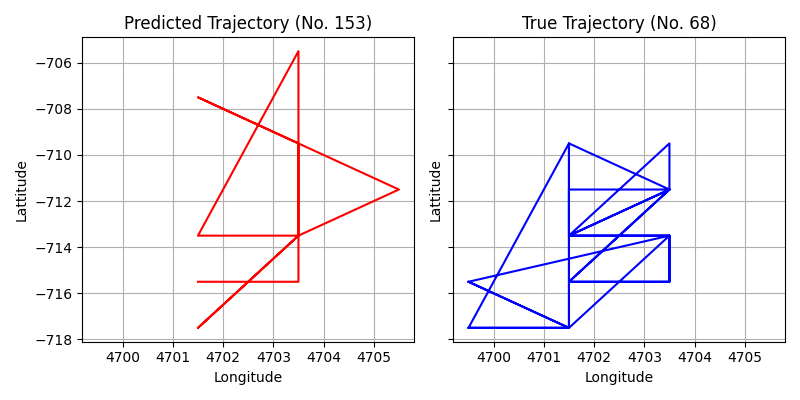 Predicted Trajectory (No. 153)
True Trajectory (No. 68)
Lattitude
−706
−708
−710
−712
−714
−716
−718
4700 4701 4702 4703 4704 4705
Longitude
Lattitude
4700 4701 4702 4703 4704 4705
Longitude